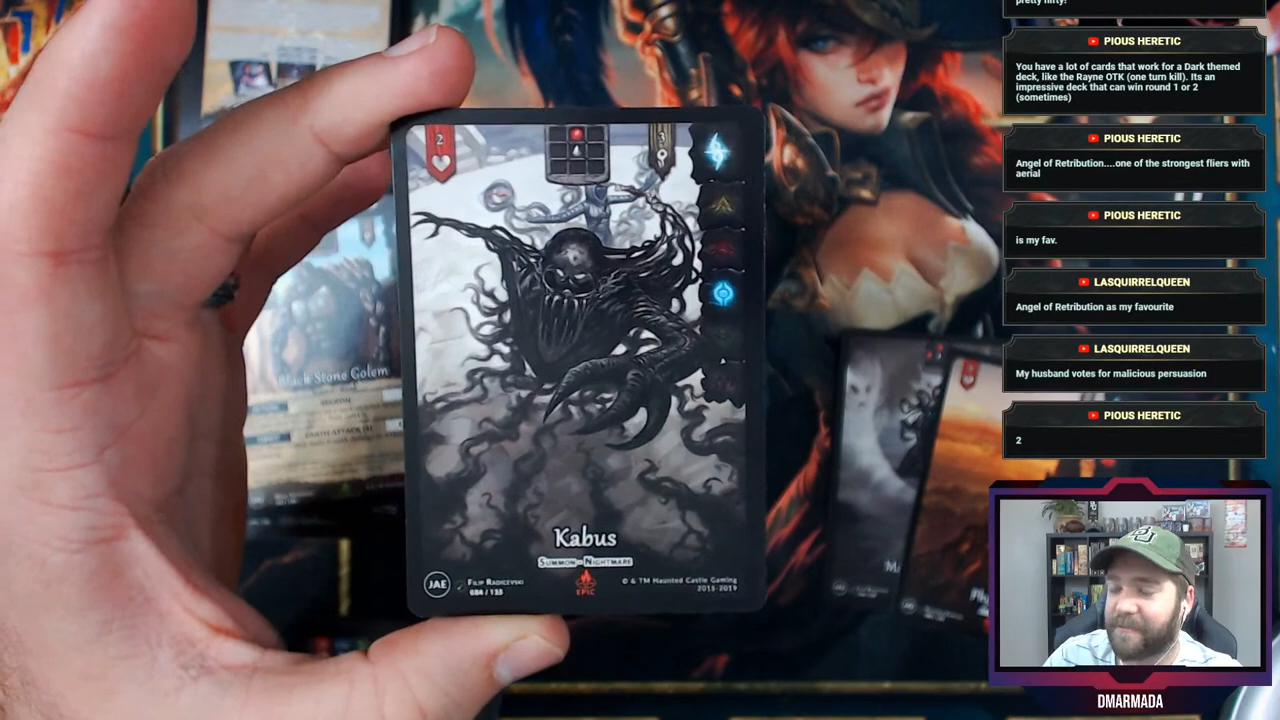 pretty nifty!
PIOUS HERETIC
You have a lot of cards that work for a Dark themed
deck, like the Rayne OTK (one turn kill). Its an
impressive deck that can win round 1 or 2
(sometimes)
PIOUS HERETIC
Angel of Retribution....one of the strongest fliers with
aerial
PIOUS HERETIC
is my fav.
LASQUIRRELQUEEN
Angel of Retribution as my favourite
LASQUIRRELQUEEN
My husband votes for malicious persuasion
PIOUS HERETIC
2
DMARMADA
2
3
Kabus
Summon - Nightmare
JAE
Filip Radicevski
084 / 135
EPIC
© & TM Haunted Castle Gaming
2015-2019
Black Stone Golem
BU